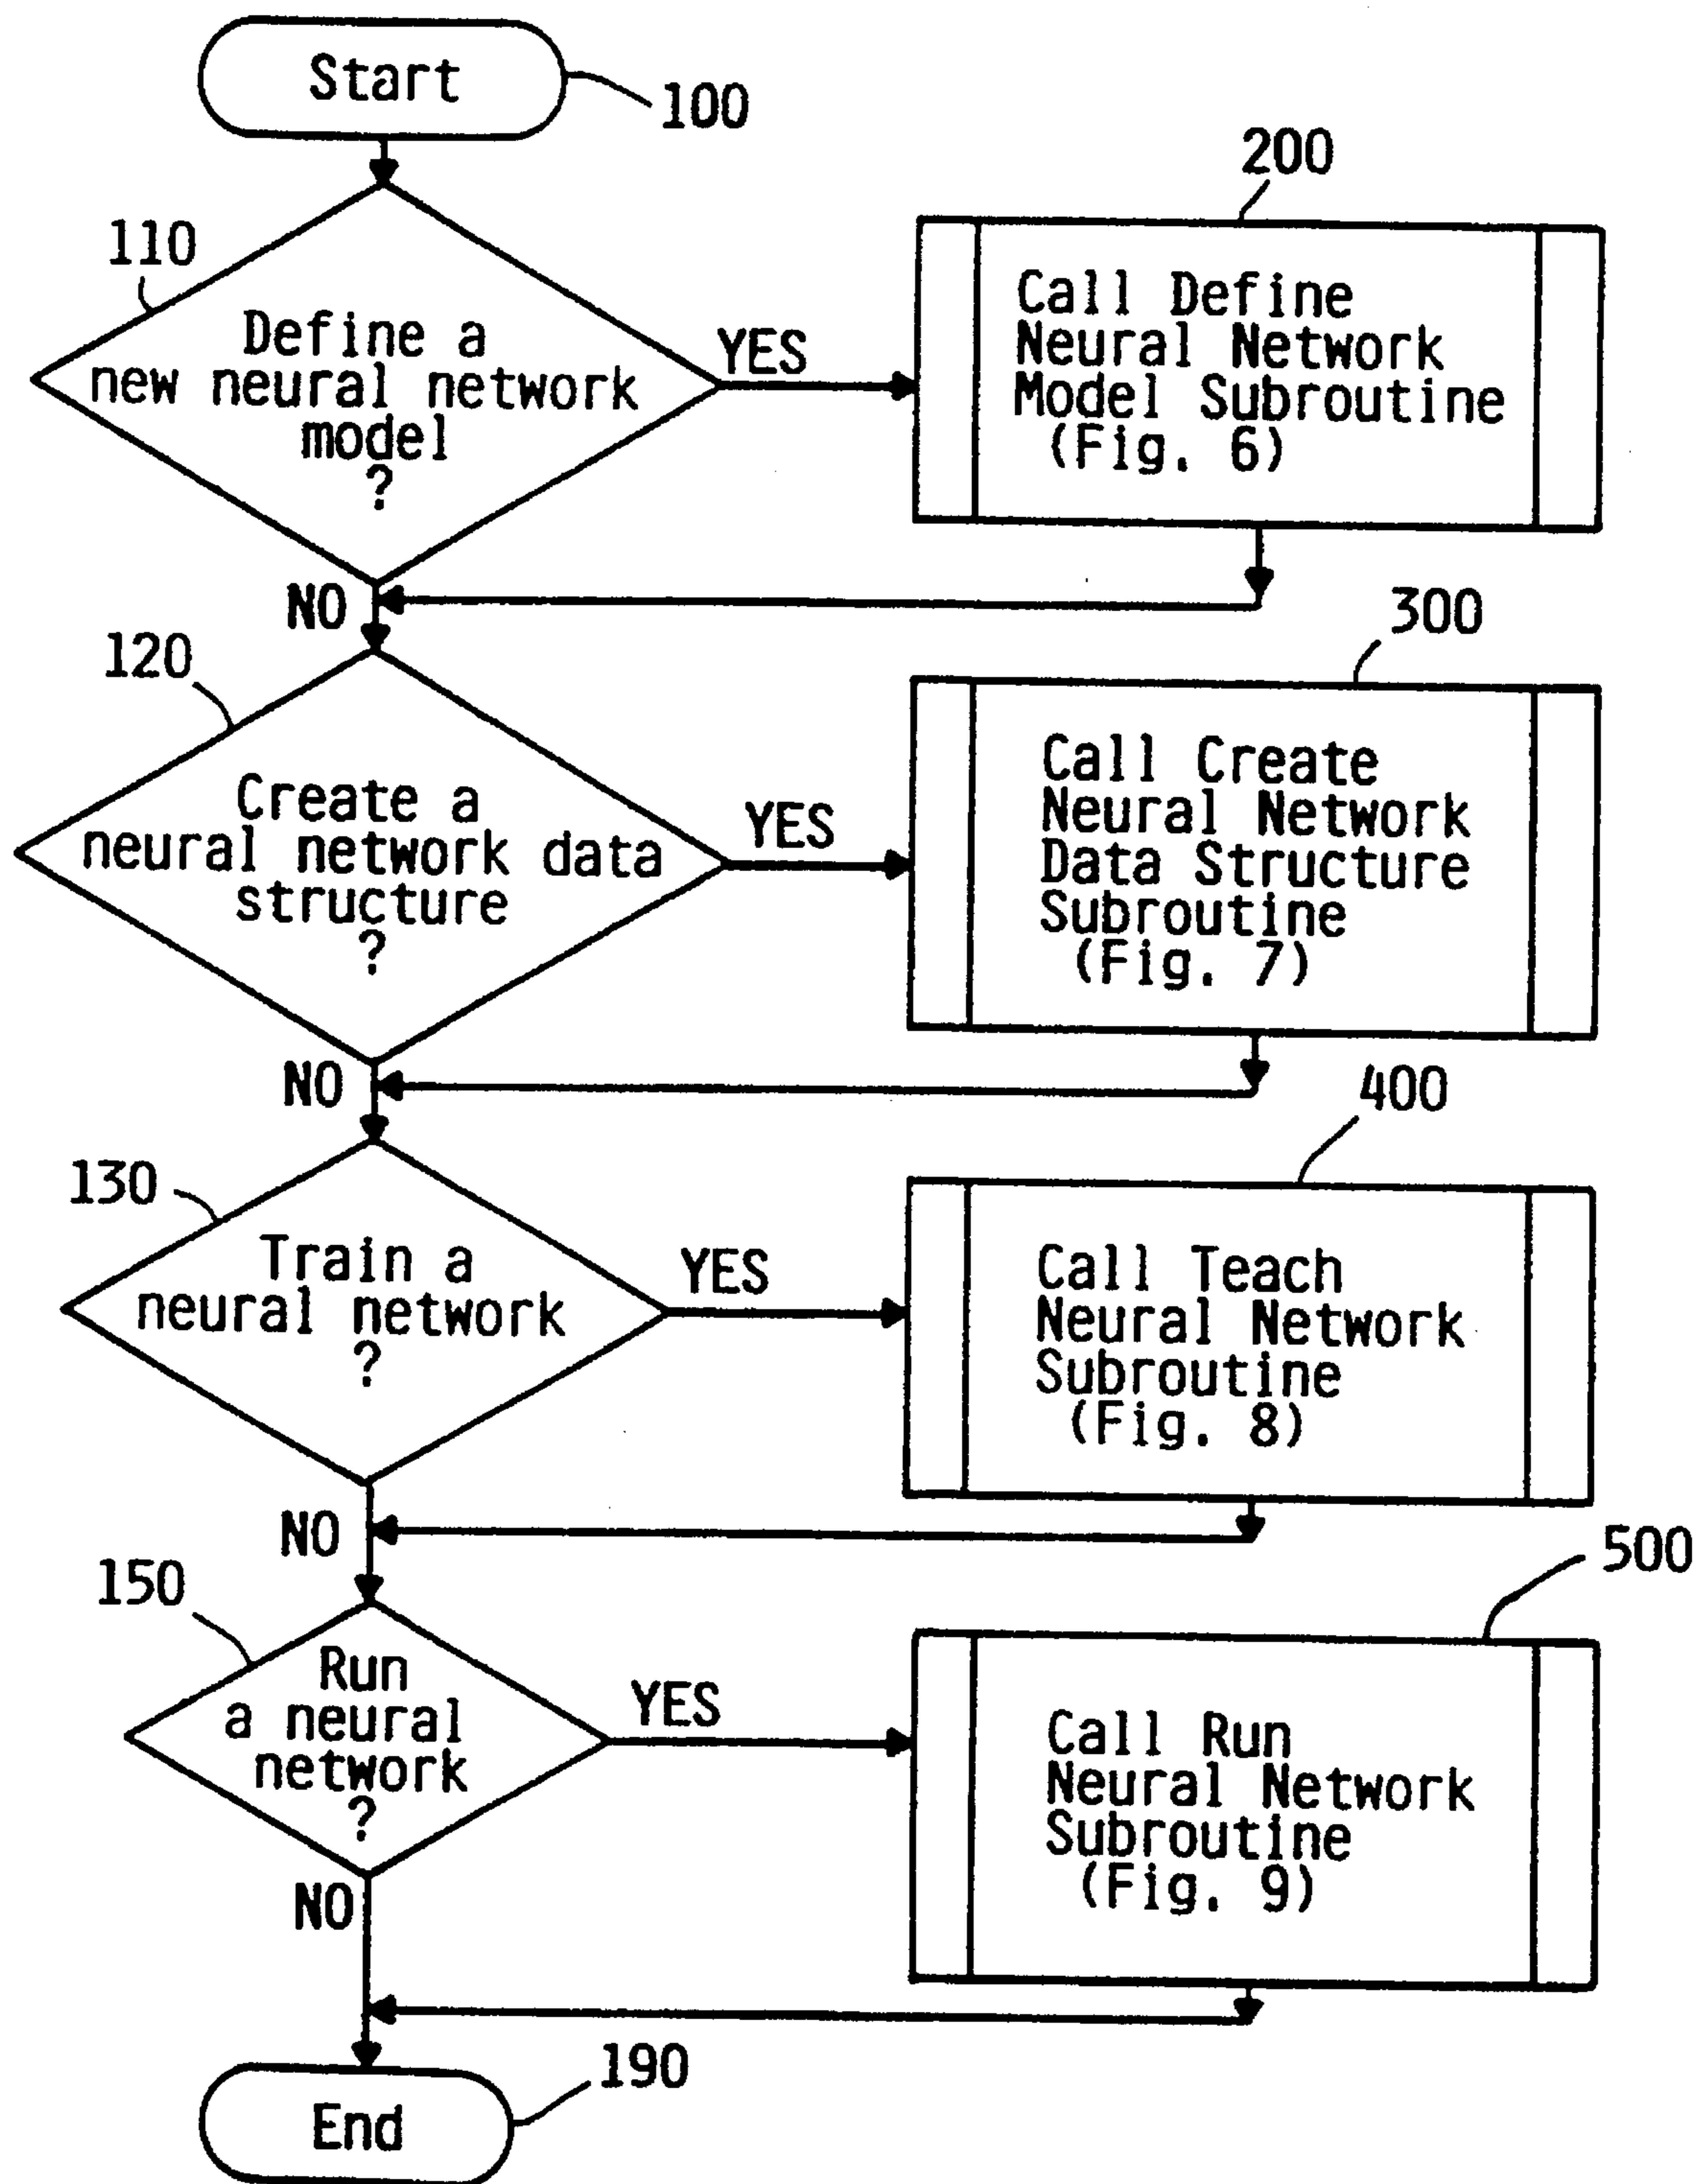 Start
100
110
Define a
new neural network
model
?
YES
200
Call Define
Neural Network
Model Subroutine
(Fig. 6)
NO
120
Create a
neural network data
structure
?
YES
300
Call Create
Neural Network
Data Structure
Subroutine
(Fig. 7)
NO
130
Train a
neural network
?
YES
400
Call Teach
Neural Network
Subroutine
(Fig. 8)
NO
150
Run
a neural
network
?
YES
500
Call Run
Neural Network
Subroutine
(Fig. 9)
NO
190
End